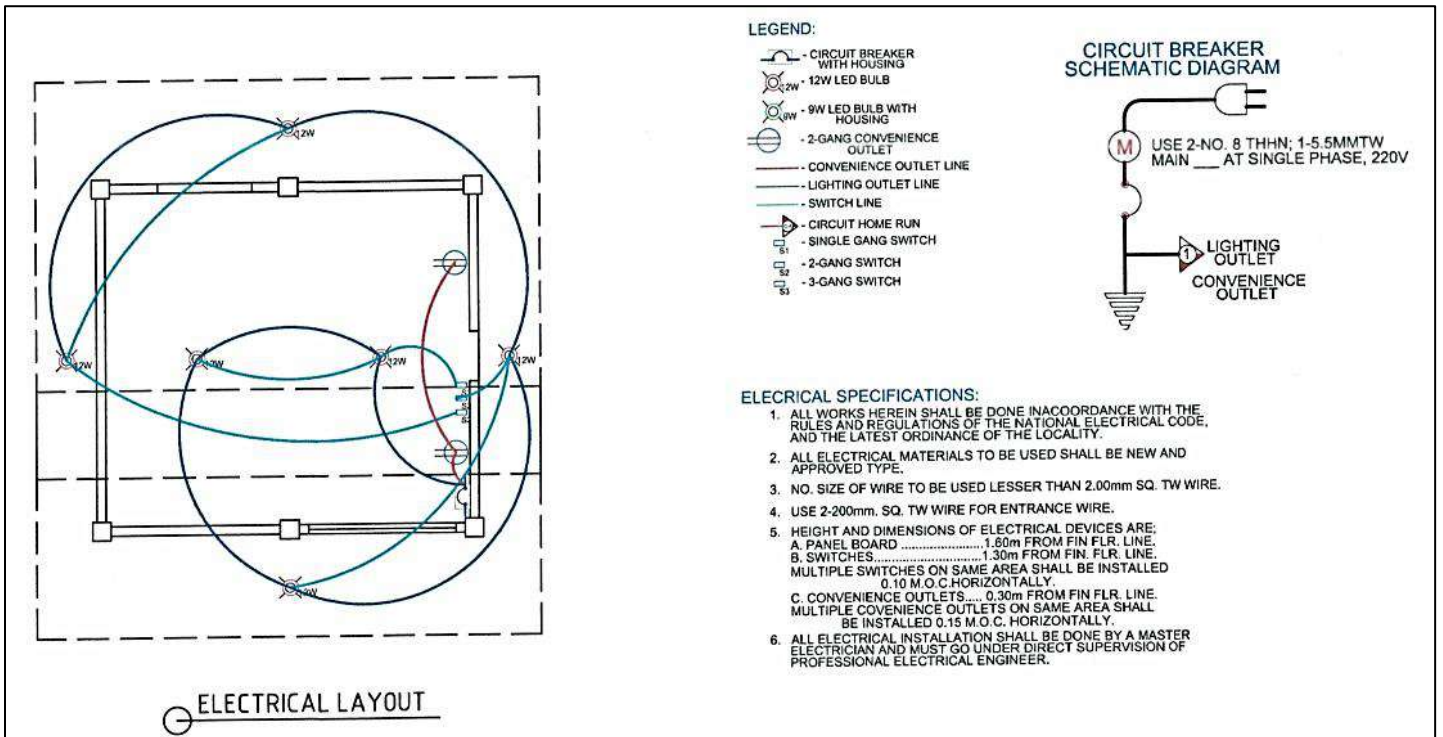 LEGEND:
- CIRCUIT BREAKER
WITH HOUSING
12W - 12W LED BULB
9W - 9W LED BULB WITH
HOUSING
- 2-GANG CONVENIENCE
OUTLET
- CONVENIENCE OUTLET LINE
- LIGHTING OUTLET LINE
- SWITCH LINE
- CIRCUIT HOME RUN
S1 - SINGLE GANG SWITCH
S2 - 2-GANG SWITCH
S3 - 3-GANG SWITCH
CIRCUIT BREAKER
SCHEMATIC DIAGRAM
M
USE 2-NO. 8 THHN; 1-5.5MMTW
MAIN ___ AT SINGLE PHASE, 220V
1
LIGHTING
OUTLET
CONVENIENCE
OUTLET
12W
12W
12W
12W
12W
12W
ELECRICAL SPECIFICATIONS:
1. ALL WORKS HEREIN SHALL BE DONE INACOORDANCE WITH THE
RULES AND REGULATIONS OF THE NATIONAL ELECTRICAL CODE,
AND THE LATEST ORDINANCE OF THE LOCALITY.
2. ALL ELECTRICAL MATERIALS TO BE USED SHALL BE NEW AND
APPROVED TYPE.
3. NO. SIZE OF WIRE TO BE USED LESSER THAN 2.00mm SQ. TW WIRE.
4. USE 2-200mm. SQ. TW WIRE FOR ENTRANCE WIRE.
5. HEIGHT AND DIMENSIONS OF ELECTRICAL DEVICES ARE;
A. PANEL BOARD ......................1.60m FROM FIN FLR. LINE.
B. SWITCHES.............................1.30m FROM FIN. FLR. LINE.
MULTIPLE SWITCHES ON SAME AREA SHALL BE INSTALLED
0.10 M.O.C.HORIZONTALLY.
C. CONVENIENCE OUTLETS..... 0.30m FROM FIN FLR. LINE.
MULTIPLE COVENIENCE OUTLETS ON SAME AREA SHALL
BE INSTALLED 0.15 M.O.C. HORIZONTALLY.
6. ALL ELECTRICAL INSTALLATION SHALL BE DONE BY A MASTER
ELECTRICIAN AND MUST GO UNDER DIRECT SUPERVISION OF
PROFESSIONAL ELECTRICAL ENGINEER.
ELECTRICAL LAYOUT